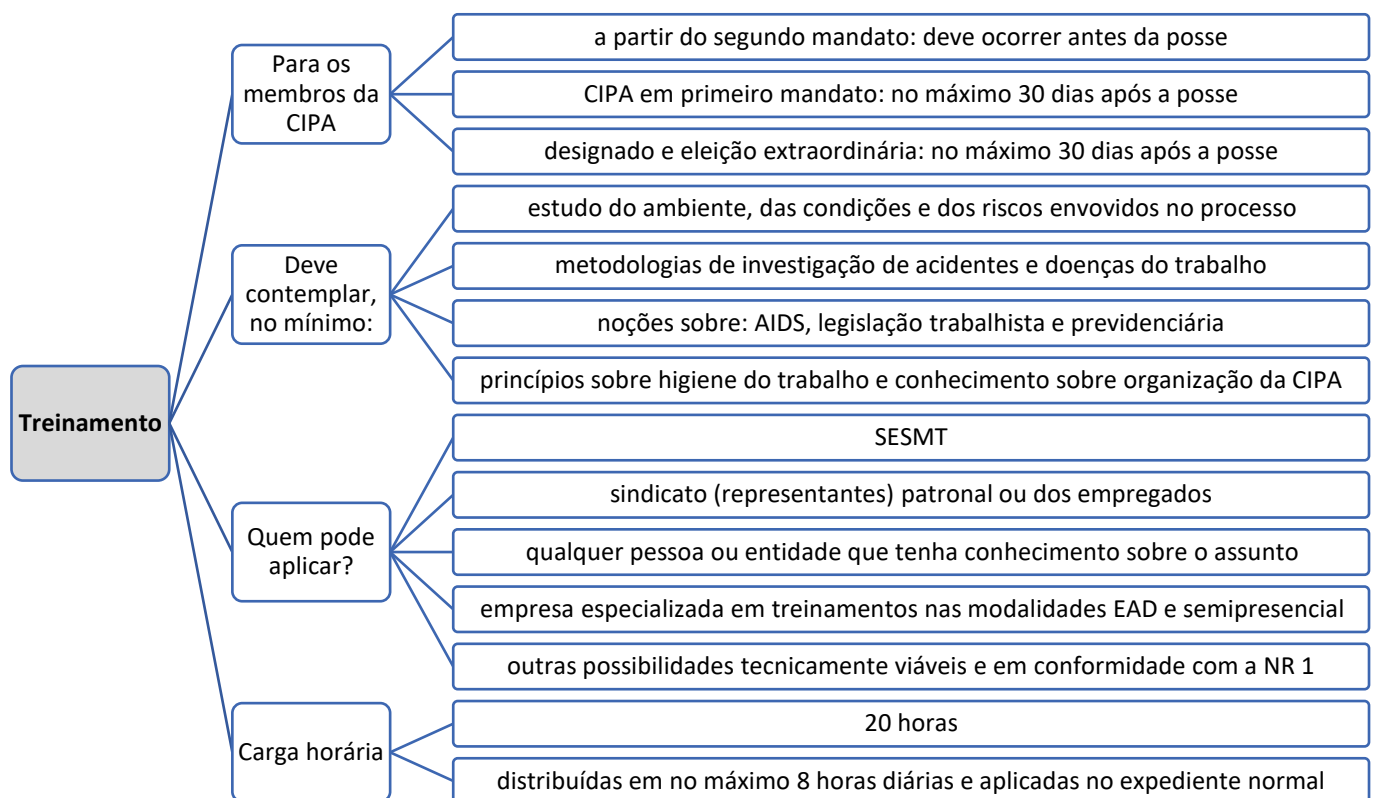 Treinamento
Para os
membros da
CIPA
a partir do segundo mandato: deve ocorrer antes da posse
CIPA em primeiro mandato: no máximo 30 dias após a posse
designado e eleição extraordinária: no máximo 30 dias após a posse
Deve
contemplar,
no mínimo:
estudo do ambiente, das condições e dos riscos envovidos no processo
metodologias de investigação de acidentes e doenças do trabalho
noções sobre: AIDS, legislação trabalhista e previdenciária
princípios sobre higiene do trabalho e conhecimento sobre organização da CIPA
Quem pode
aplicar?
SESMT
sindicato (representantes) patronal ou dos empregados
qualquer pessoa ou entidade que tenha conhecimento sobre o assunto
empresa especializada em treinamentos nas modalidades EAD e semipresencial
outras possibilidades tecnicamente viáveis e em conformidade com a NR 1
Carga horária
20 horas
distribuídas em no máximo 8 horas diárias e aplicadas no expediente normal